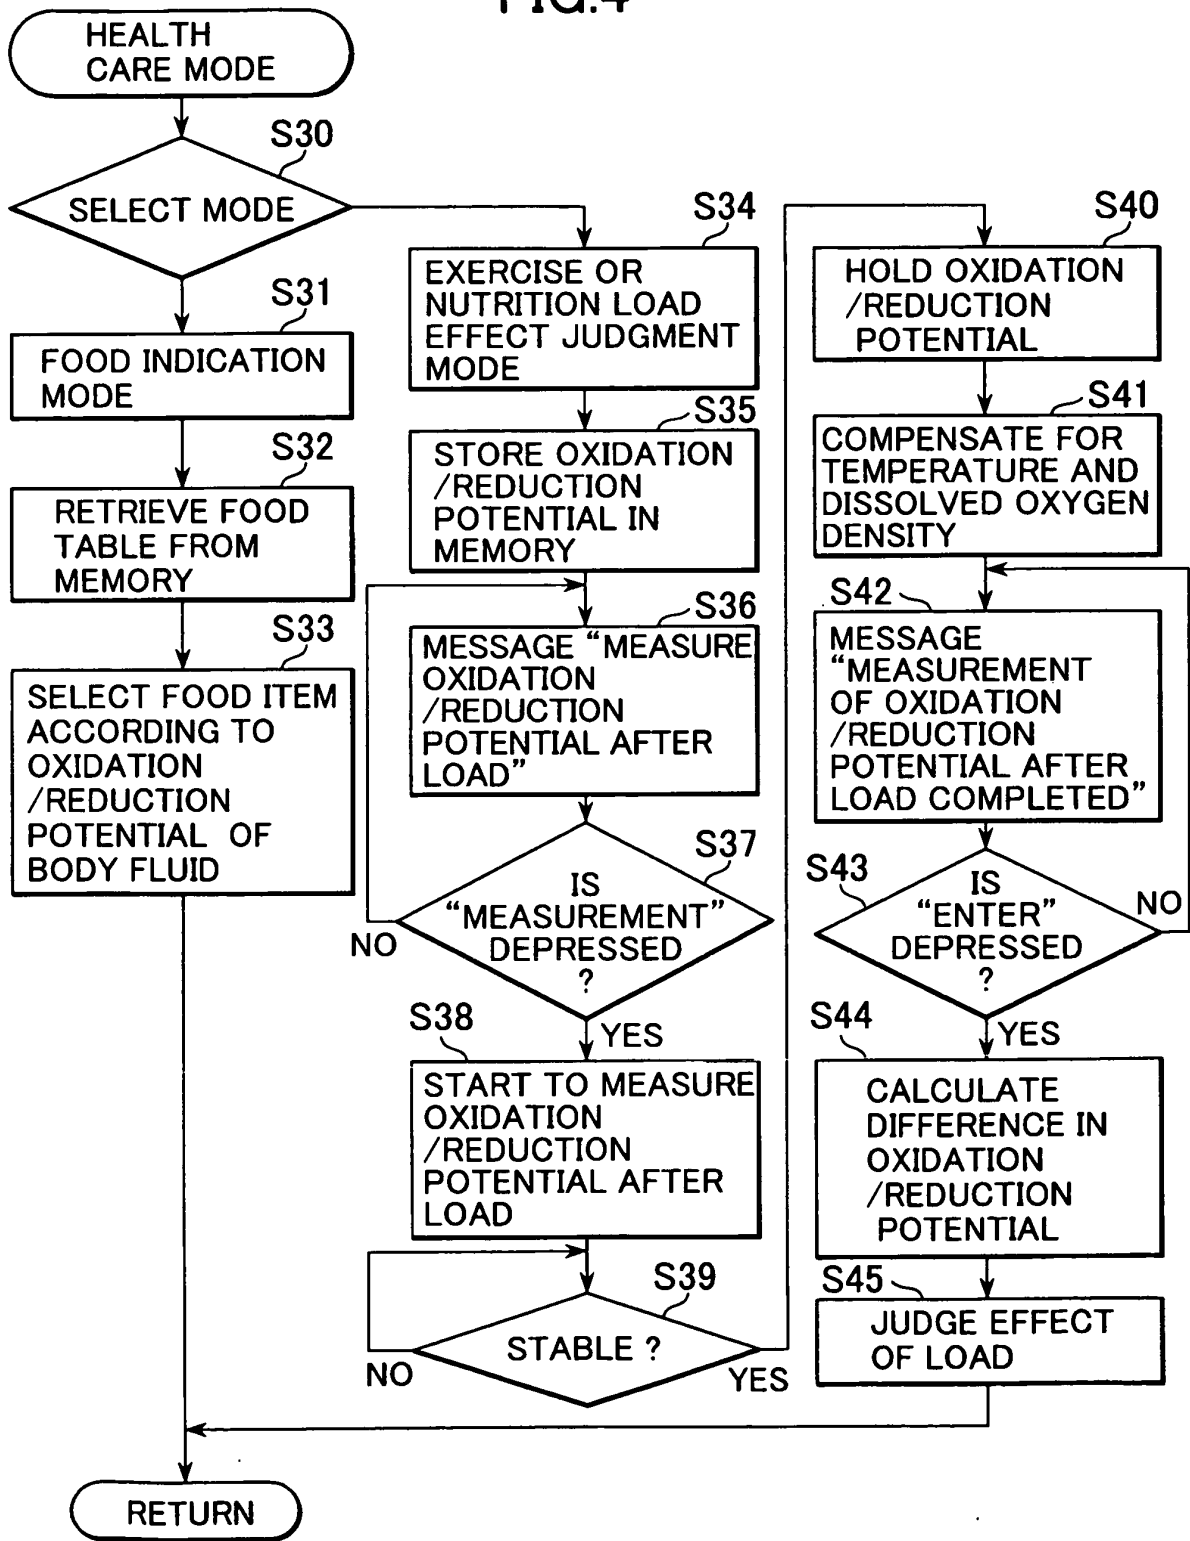 FIG.4
HEALTH
CARE MODE
S30
SELECT MODE
S31
FOOD INDICATION
MODE
S32
RETRIEVE FOOD
TABLE FROM
MEMORY
S33
SELECT FOOD ITEM
ACCORDING TO
OXIDATION
/REDUCTION
POTENTIAL OF
BODY FLUID
S34
EXERCISE OR
NUTRITION LOAD
EFFECT JUDGMENT
MODE
S35
STORE OXIDATION
/REDUCTION
POTENTIAL IN
MEMORY
S36
MESSAGE “MEASURE
OXIDATION
/REDUCTION
POTENTIAL AFTER
LOAD”
S37
IS
“MEASUREMENT”
DEPRESSED
?
NO
YES
S38
START TO MEASURE
OXIDATION
/REDUCTION
POTENTIAL AFTER
LOAD
S39
STABLE ?
NO
YES
S40
HOLD OXIDATION
/REDUCTION
POTENTIAL
S41
COMPENSATE FOR
TEMPERATURE AND
DISSOLVED OXYGEN
DENSITY
S42
MESSAGE
“MEASUREMENT
OF OXIDATION
/REDUCTION
POTENTIAL AFTER
LOAD COMPLETED”
S43
IS
“ENTER”
DEPRESSED
?
NO
YES
S44
CALCULATE
DIFFERENCE IN
OXIDATION
/REDUCTION
POTENTIAL
S45
JUDGE EFFECT
OF LOAD
RETURN